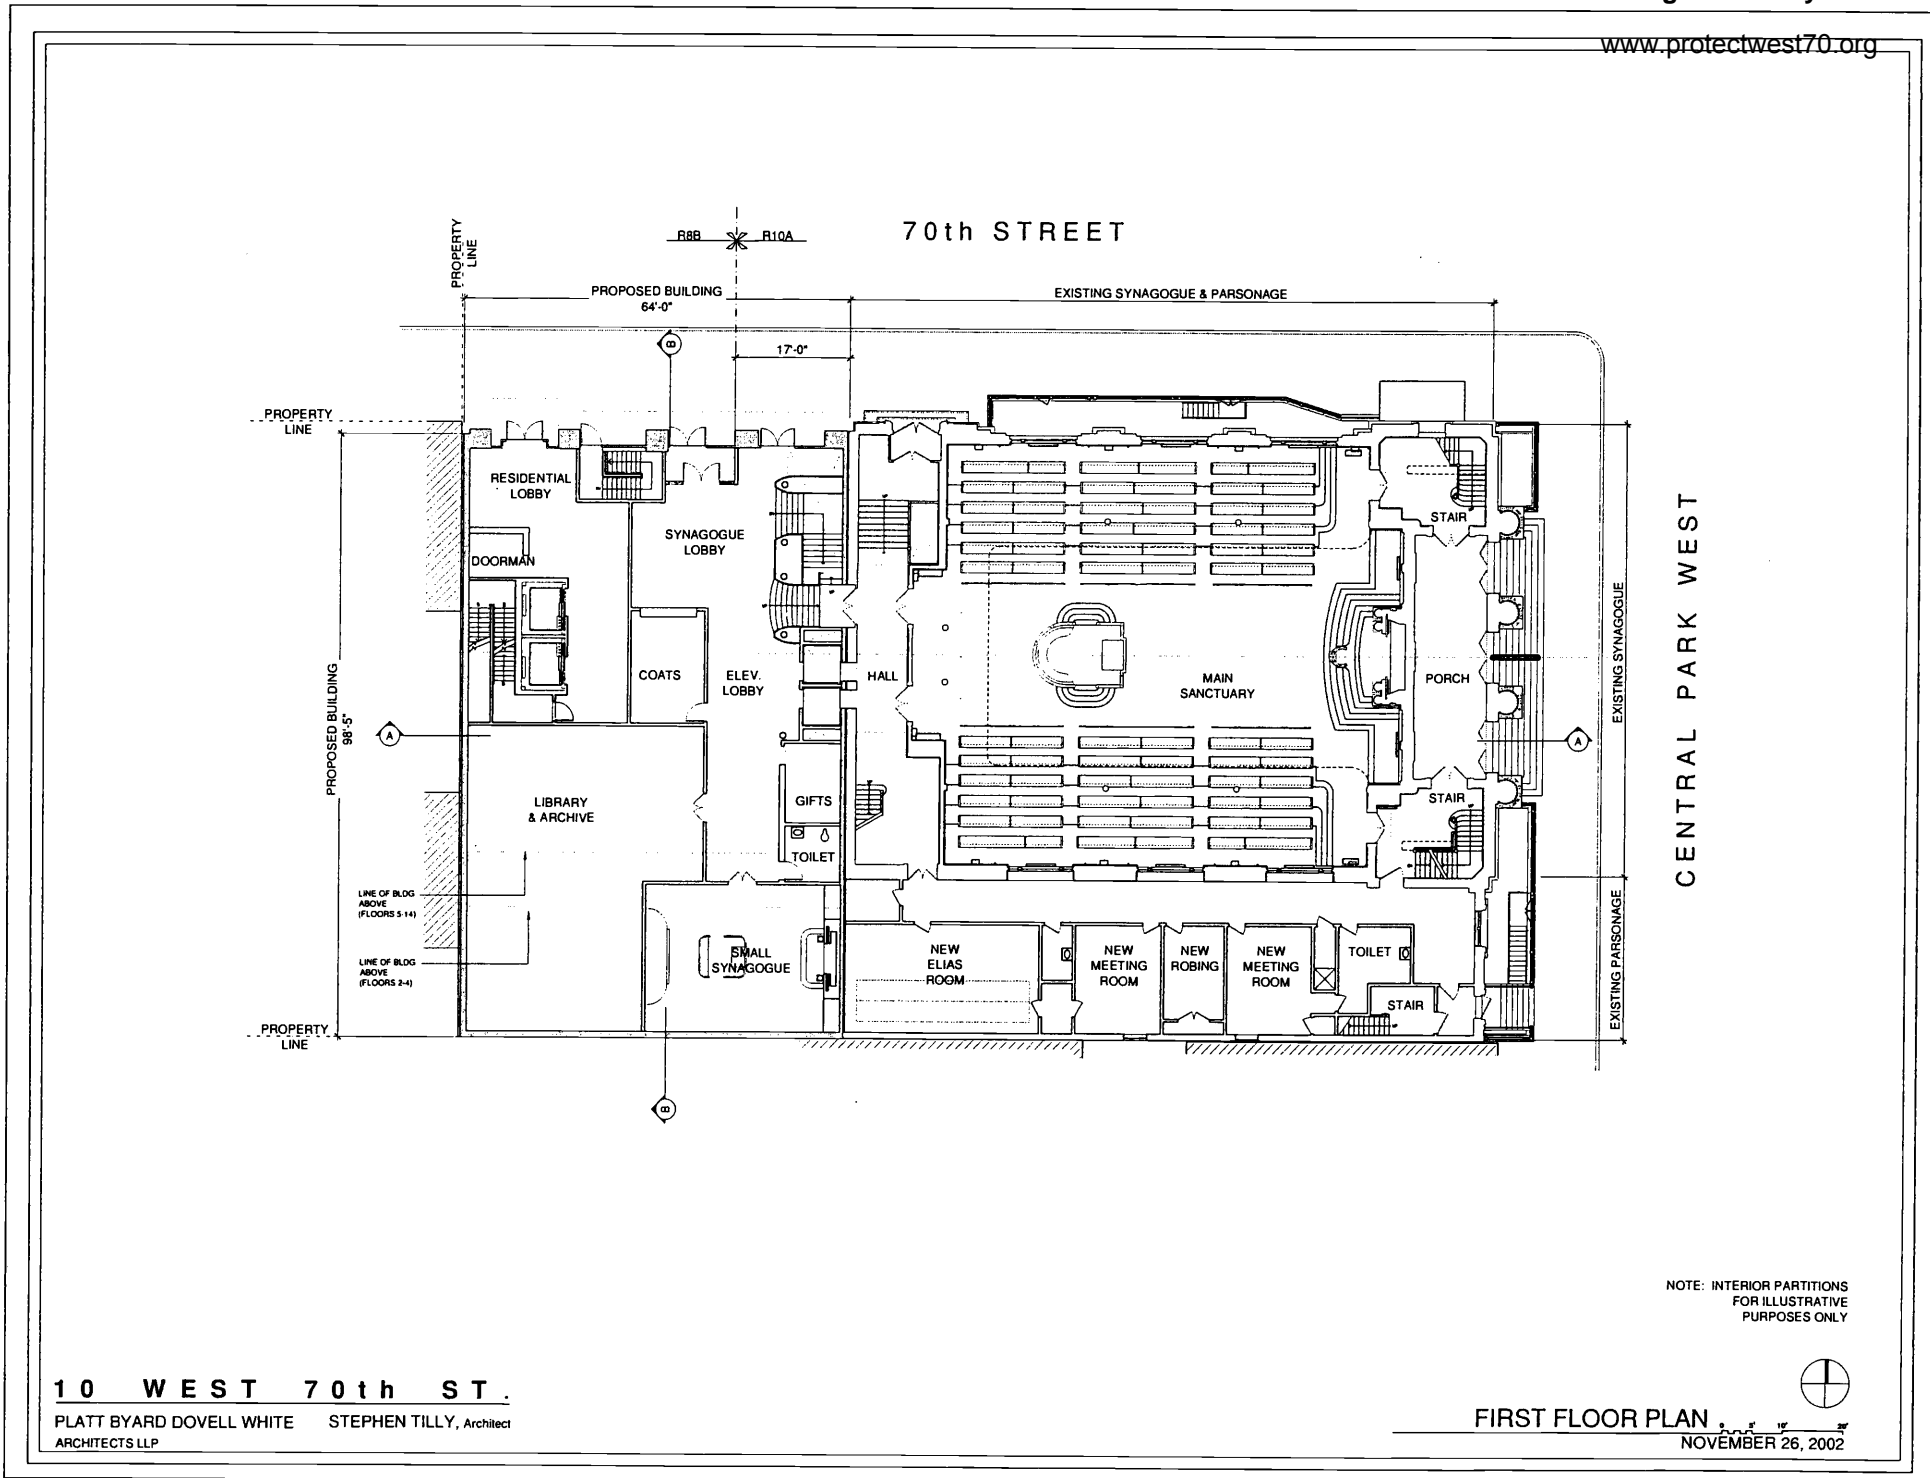 www.protectwest70.org
70th STREET
PROPERTY
LINE
R8B
R10A
PROPOSED BUILDING
64'-0"
EXISTING SYNAGOGUE & PARSONAGE
B
17'-0"
PROPERTY
LINE
RESIDENTIAL
LOBBY
SYNAGOGUE
LOBBY
DOORMAN
STAIR
COATS
ELEV.
LOBBY
HALL
MAIN
SANCTUARY
PORCH
EXISTING SYNAGOGUE
CENTRAL PARK WEST
PROPOSED BUILDING
98'-5"
A
A
LIBRARY
& ARCHIVE
GIFTS
STAIR
TOILET
LINE OF BLDG
ABOVE
(FLOORS 5-14)
LINE OF BLDG
ABOVE
(FLOORS 2-4)
SMALL
SYNAGOGUE
NEW
ELIAS
ROOM
NEW
MEETING
ROOM
NEW
ROBING
NEW
MEETING
ROOM
TOILET
STAIR
EXISTING PARSONAGE
PROPERTY
LINE
B
NOTE: INTERIOR PARTITIONS
FOR ILLUSTRATIVE
PURPOSES ONLY
10 WEST 70th ST.
PLATT BYARD DOVELL WHITE STEPHEN TILLY, Architect
ARCHITECTS LLP
FIRST FLOOR PLAN
0 5' 10' 20'
NOVEMBER 26, 2002